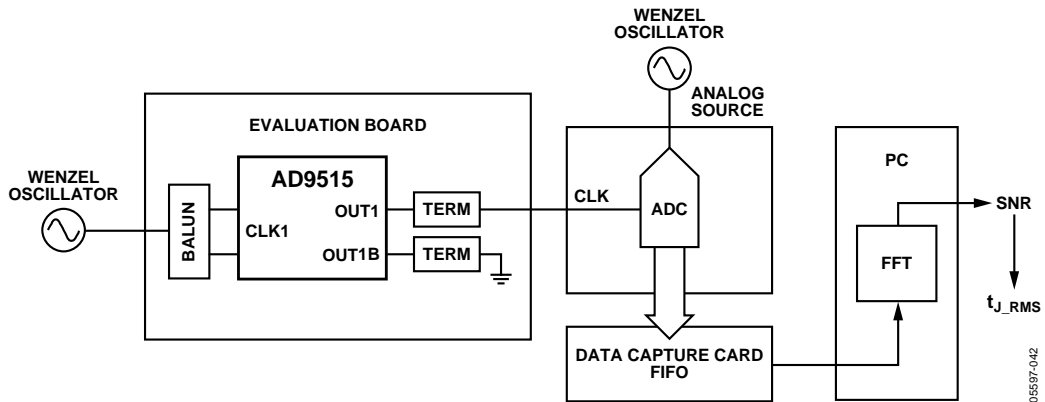 WENZEL
OSCILLATOR
ANALOG
SOURCE
EVALUATION BOARD
WENZEL
OSCILLATOR
BALUN
AD9515
CLK1
OUT1
OUT1B
TERM
TERM
CLK
ADC
DATA CAPTURE CARD
FIFO
PC
FFT
SNR
tJ_RMS
05597-042